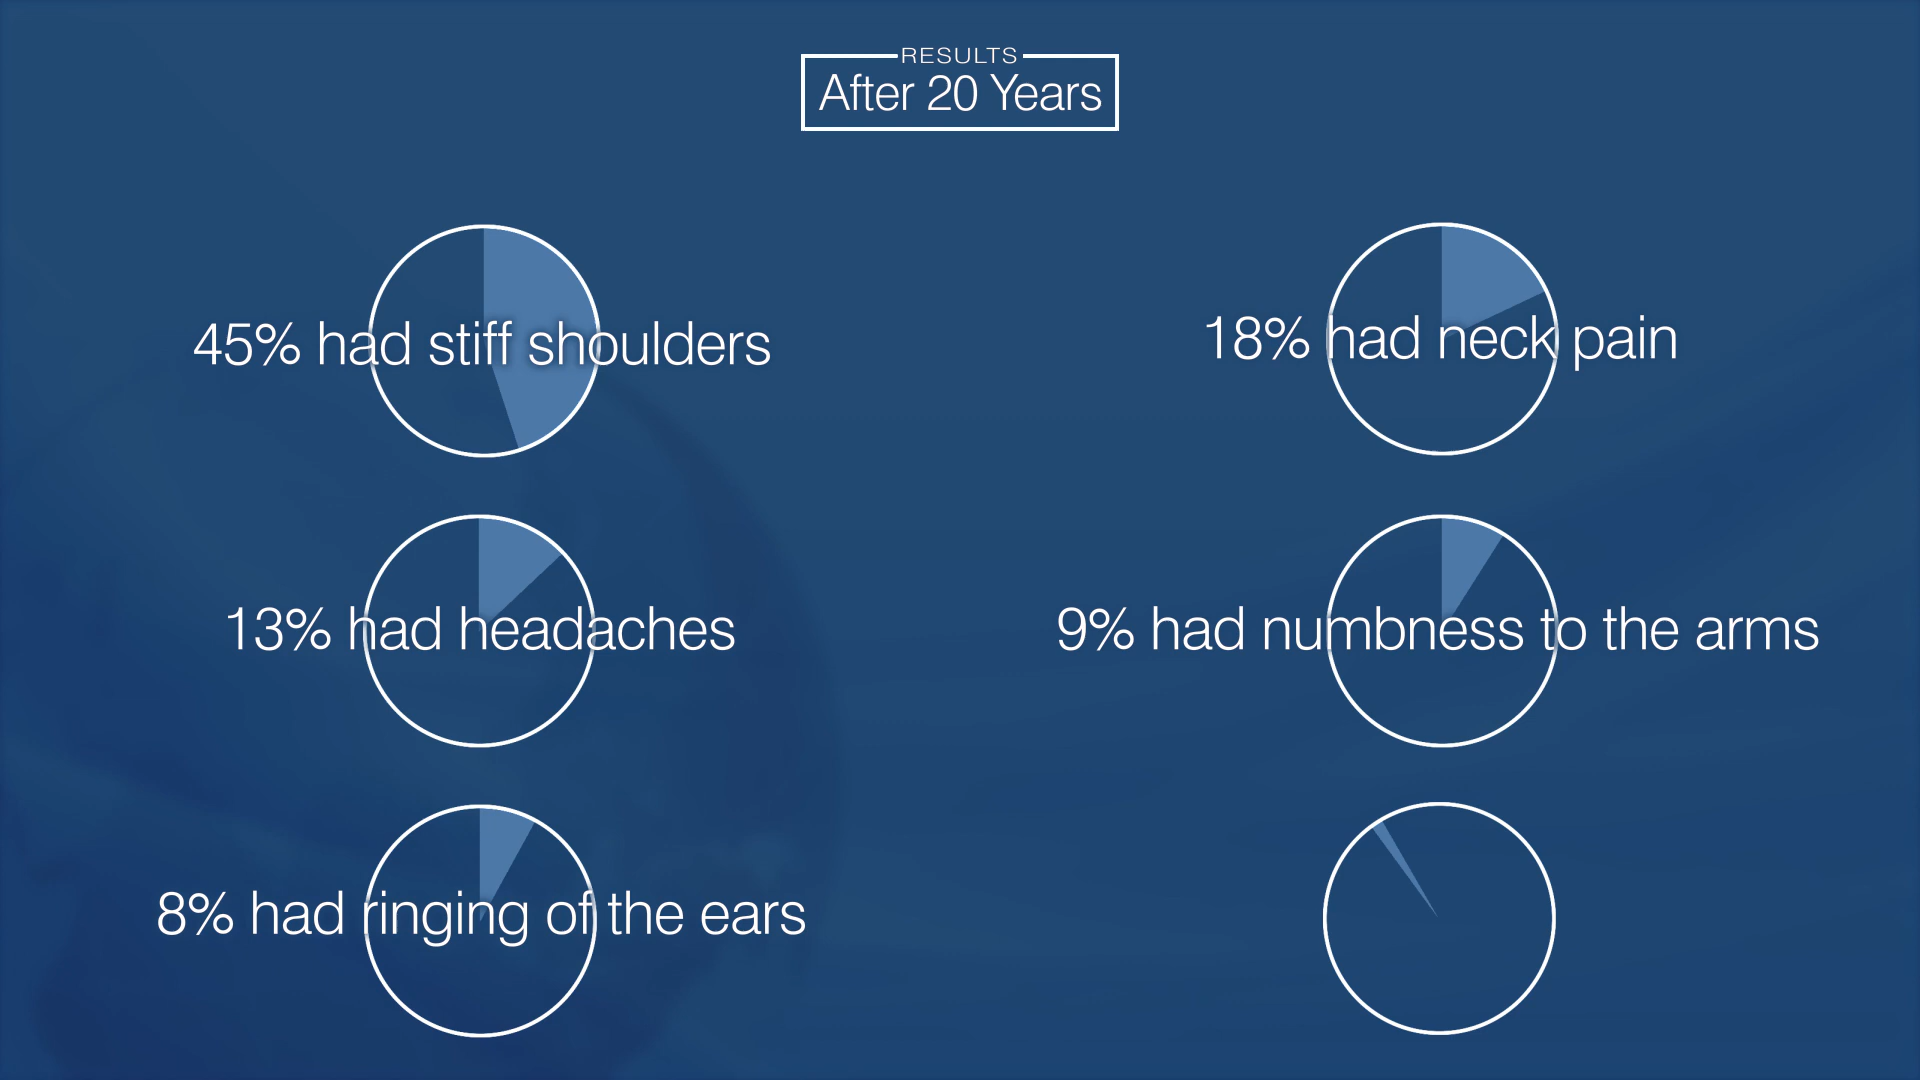 RESULTS
After 20 Years
45% had stiff shoulders
18% had neck pain
13% had headaches
9% had numbness to the arms
8% had ringing of the ears